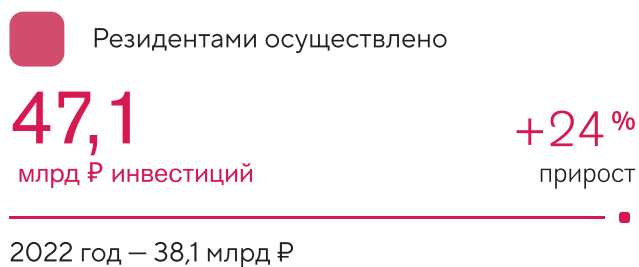 Резидентами осуществлено
47,1
+24 %
млрд ₽ инвестиций
прирост
2022 год — 38,1 млрд ₽